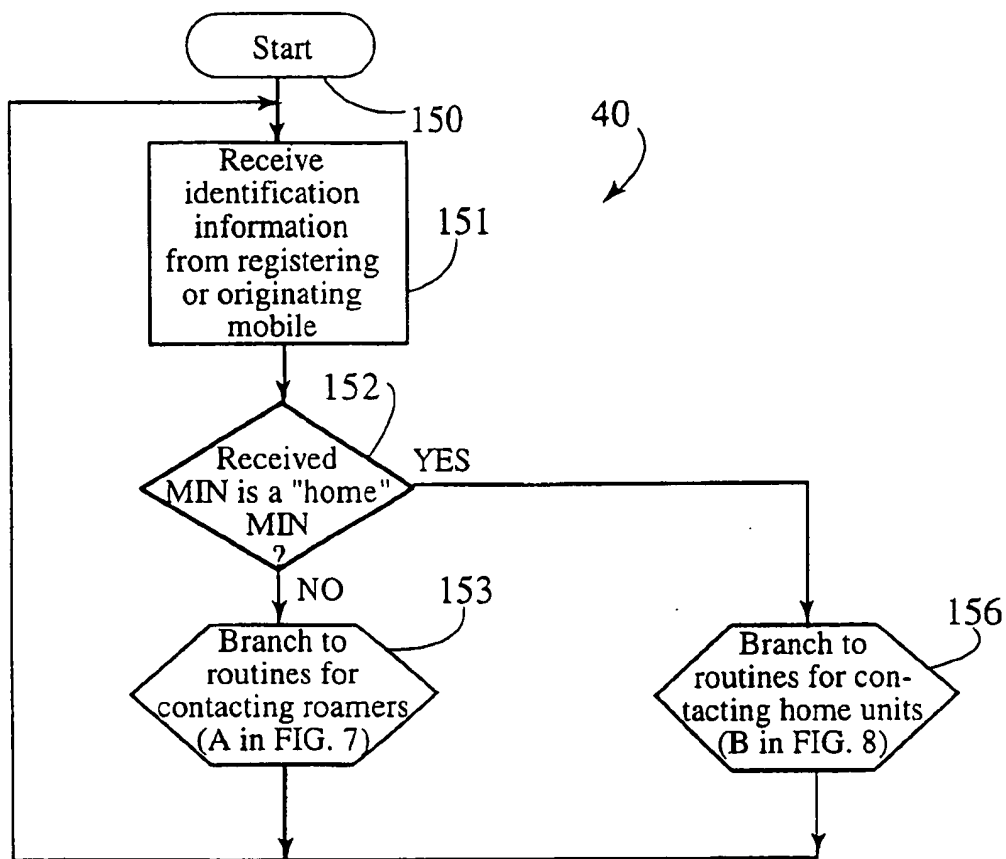 Start
150
40
Receive
identification
information
from registering
or originating
mobile
151
152
Received
MIN is a "home"
MIN
?
YES
NO
153
Branch to
routines for
contacting roamers
(A in FIG. 7)
156
Branch to
routines for con-
tacting home units
(B in FIG. 8)